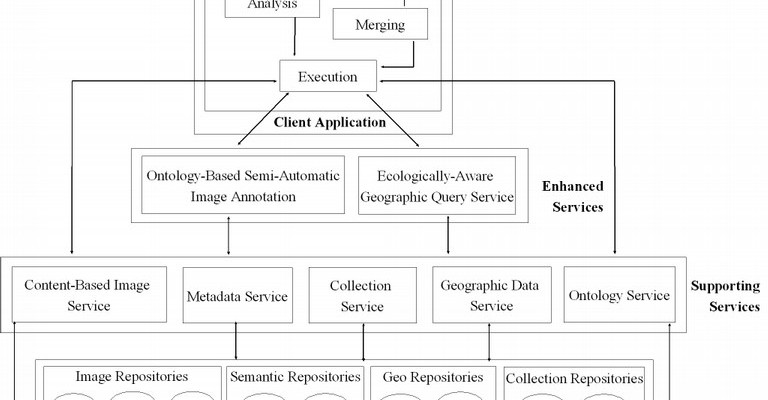 Analysis
Merging
Execution
Client Application
Ontology-Based Semi-Automatic
Image Annotation
Ecologically-Aware
Geographic Query Service
Enhanced
Services
Content-Based Image
Service
Metadata Service
Collection
Service
Geographic Data
Service
Ontology Service
Supporting
Services
Image Repositories
Semantic Repositories
Geo Repositories
Collection Repositories